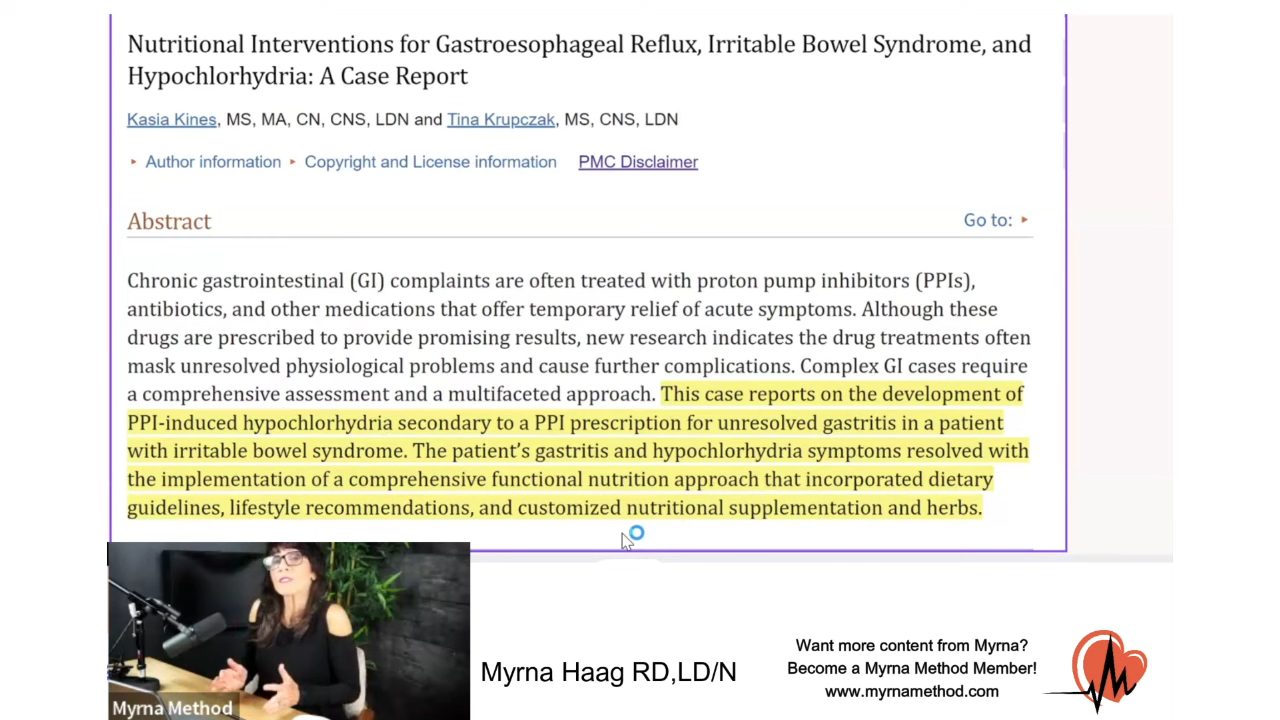 Nutritional Interventions for Gastroesophageal Reflux, Irritable Bowel Syndrome, and
Hypochlorhydria: A Case Report
Kasia Kines, MS, MA, CN, CNS, LDN and Tina Krupczak, MS, CNS, LDN
Author information Copyright and License information PMC Disclaimer
Abstract Go to:
Chronic gastrointestinal (GI) complaints are often treated with proton pump inhibitors (PPIs),
antibiotics, and other medications that offer temporary relief of acute symptoms. Although these
drugs are prescribed to provide promising results, new research indicates the drug treatments often
mask unresolved physiological problems and cause further complications. Complex GI cases require
a comprehensive assessment and a multifaceted approach. This case reports on the development of
PPI-induced hypochlorhydria secondary to a PPI prescription for unresolved gastritis in a patient
with irritable bowel syndrome. The patient's gastritis and hypochlorhydria symptoms resolved with
the implementation of a comprehensive functional nutrition approach that incorporated dietary
guidelines, lifestyle recommendations, and customized nutritional supplementation and herbs.
Myrna Method
Myrna Haag RD,LD/N
Want more content from Myrna?
Become a Myrna Method Member!
www.myrnamethod.com